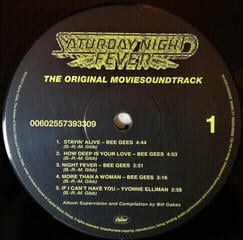 SATURDAY NIGHT
FEVER
THE ORIGINAL MOVIESOUNDTRACK
00602557393309
1
1. STAYIN' ALIVE – BEE GEES 4:44
(B.-R.-M. Gibb)
2. HOW DEEP IS YOUR LOVE – BEE GEES 4:03
(B.-R.-M. Gibb)
3. NIGHT FEVER – BEE GEES 3:31
(B.-R.-M. Gibb)
4. MORE THAN A WOMAN – BEE GEES 3:16
(B.-R.-M. Gibb)
5. IF I CAN'T HAVE YOU – YVONNE ELLIMAN 2:58
(B.-R.-M. Gibb)
Album Supervision and Compilation by Bill Oakes
Capitol